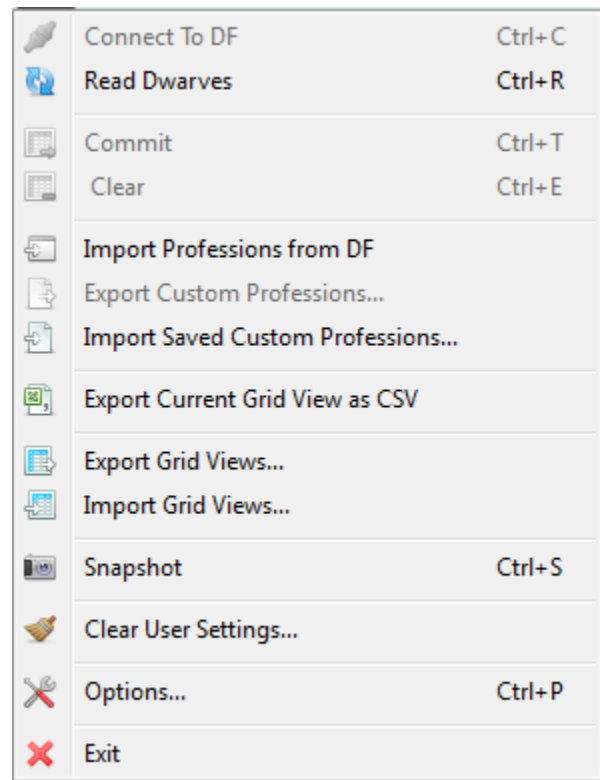 Connect To DF Ctrl+C
Read Dwarves Ctrl+R
Commit Ctrl+T
Clear Ctrl+E
Import Professions from DF
Export Custom Professions...
Import Saved Custom Professions...
Export Current Grid View as CSV
Export Grid Views...
Import Grid Views...
Snapshot Ctrl+S
Clear User Settings...
Options... Ctrl+P
Exit